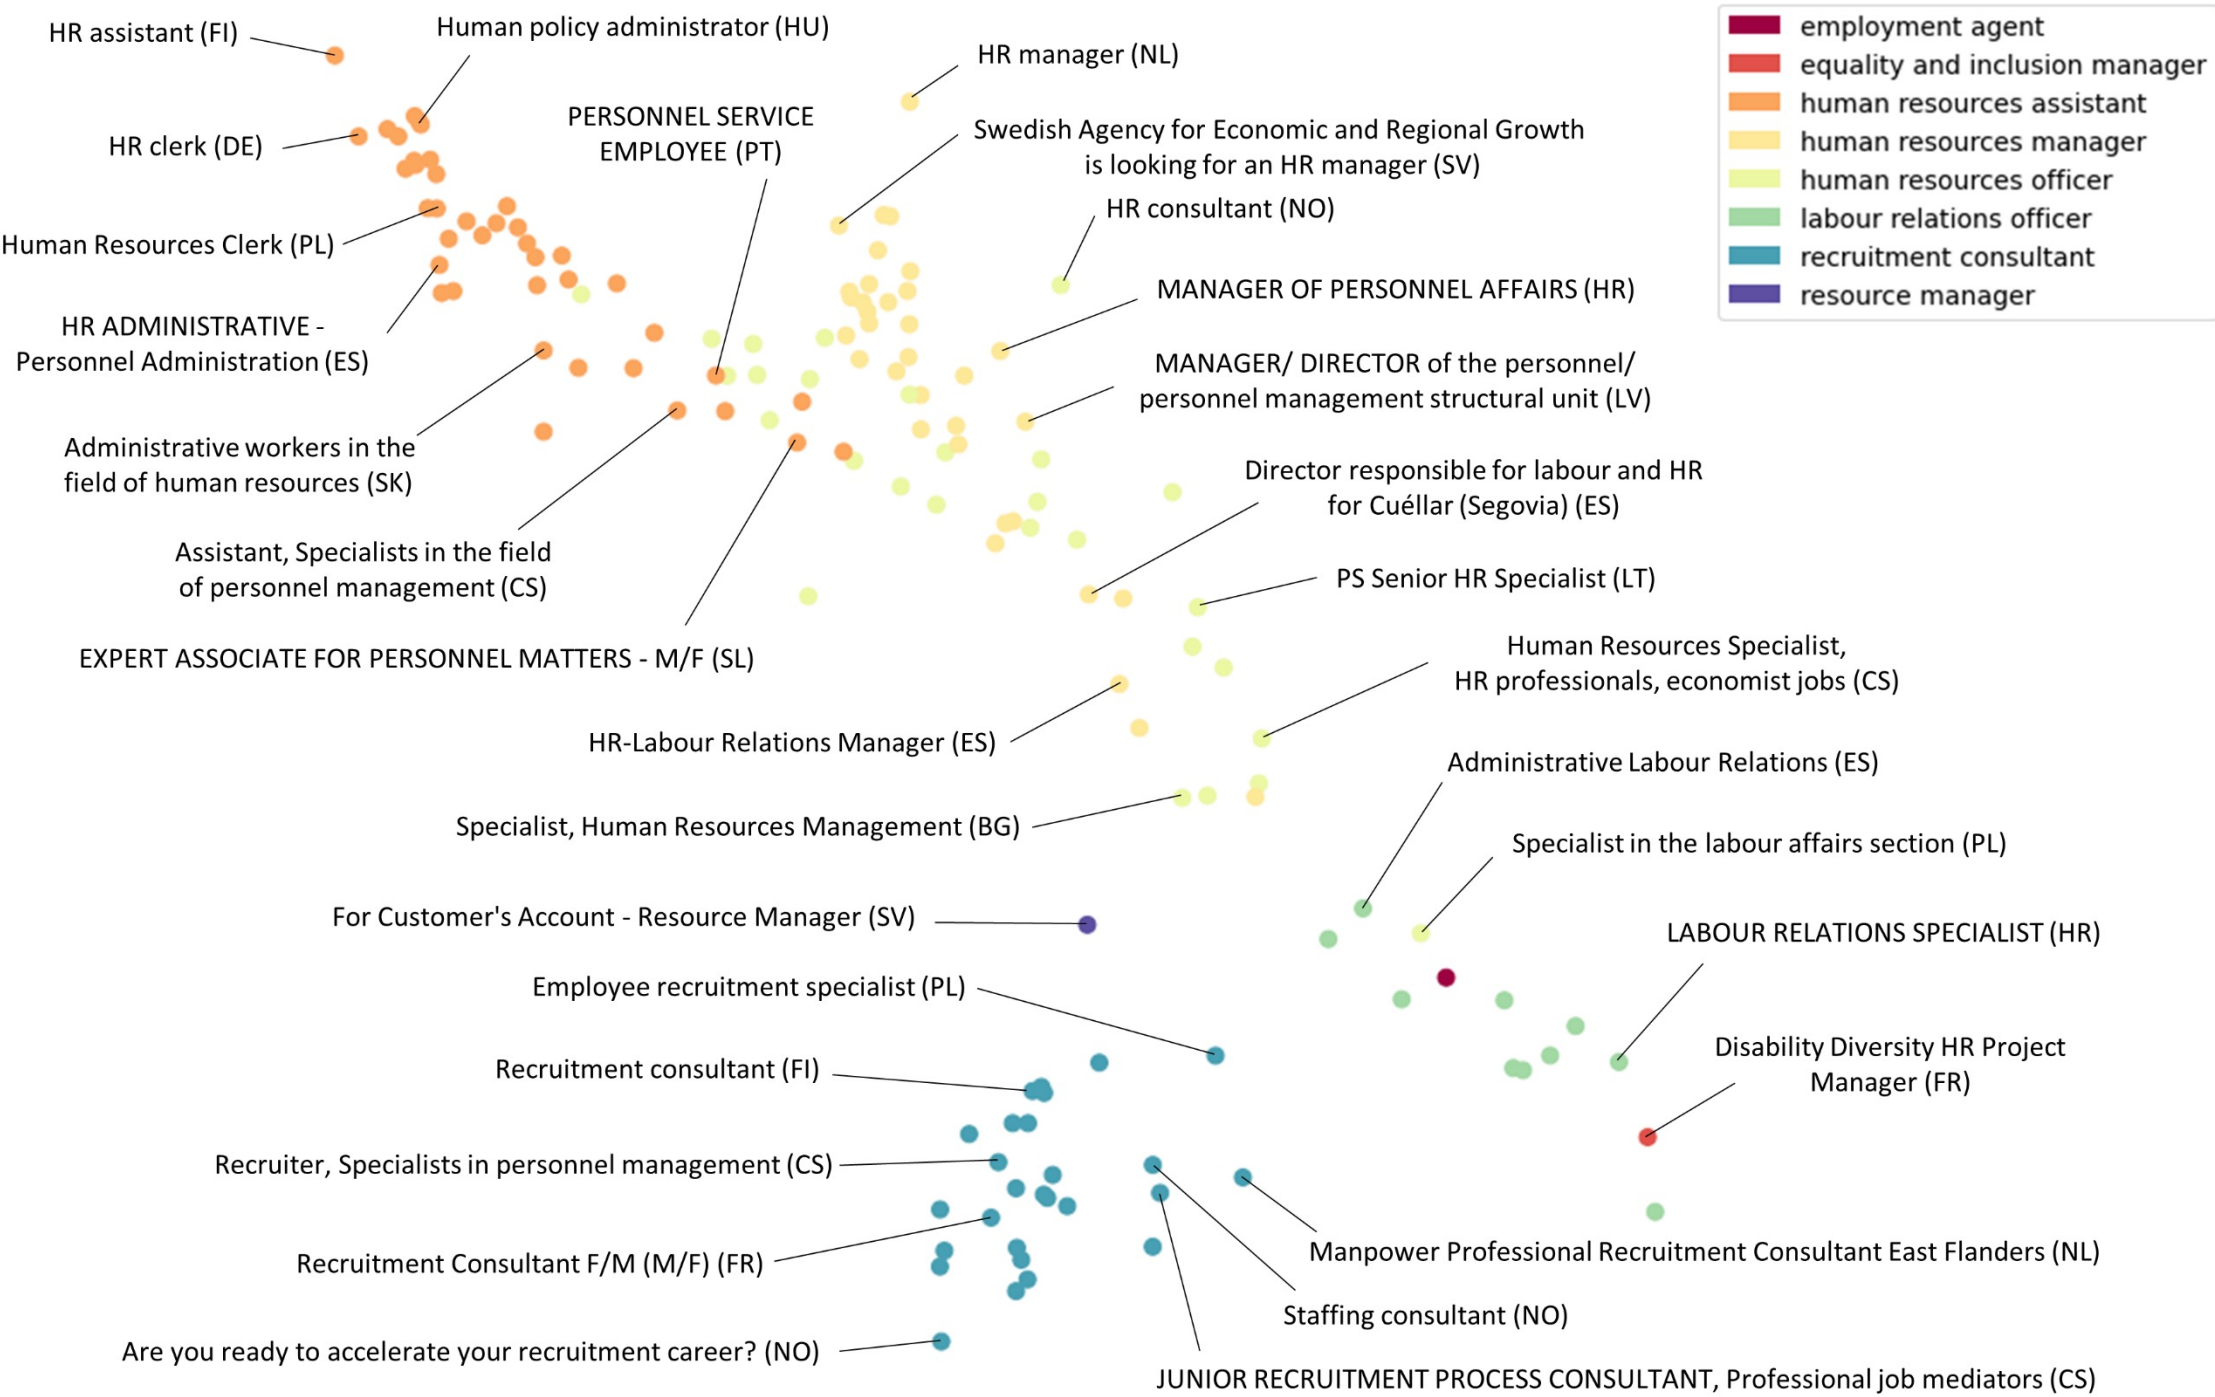 HR assistant (FI)
Human policy administrator (HU)
HR manager (NL)
employment agent
equality and inclusion manager
human resources assistant
human resources manager
human resources officer
labour relations officer
recruitment consultant
resource manager
PERSONNEL SERVICE
EMPLOYEE (PT)
Swedish Agency for Economic and Regional Growth
is looking for an HR manager (SV)
HR clerk (DE)
HR consultant (NO)
Human Resources Clerk (PL)
MANAGER OF PERSONNEL AFFAIRS (HR)
HR ADMINISTRATIVE -
Personnel Administration (ES)
MANAGER/ DIRECTOR of the personnel/
personnel management structural unit (LV)
Administrative workers in the
field of human resources (SK)
Director responsible for labour and HR
for Cuéllar (Segovia) (ES)
Assistant, Specialists in the field
of personnel management (CS)
PS Senior HR Specialist (LT)
EXPERT ASSOCIATE FOR PERSONNEL MATTERS - M/F (SL)
Human Resources Specialist,
HR professionals, economist jobs (CS)
HR-Labour Relations Manager (ES)
Administrative Labour Relations (ES)
Specialist, Human Resources Management (BG)
Specialist in the labour affairs section (PL)
For Customer's Account - Resource Manager (SV)
LABOUR RELATIONS SPECIALIST (HR)
Employee recruitment specialist (PL)
Disability Diversity HR Project
Manager (FR)
Recruitment consultant (FI)
Recruiter, Specialists in personnel management (CS)
Recruitment Consultant F/M (M/F) (FR)
Manpower Professional Recruitment Consultant East Flanders (NL)
Staffing consultant (NO)
Are you ready to accelerate your recruitment career? (NO)
JUNIOR RECRUITMENT PROCESS CONSULTANT, Professional job mediators (CS)